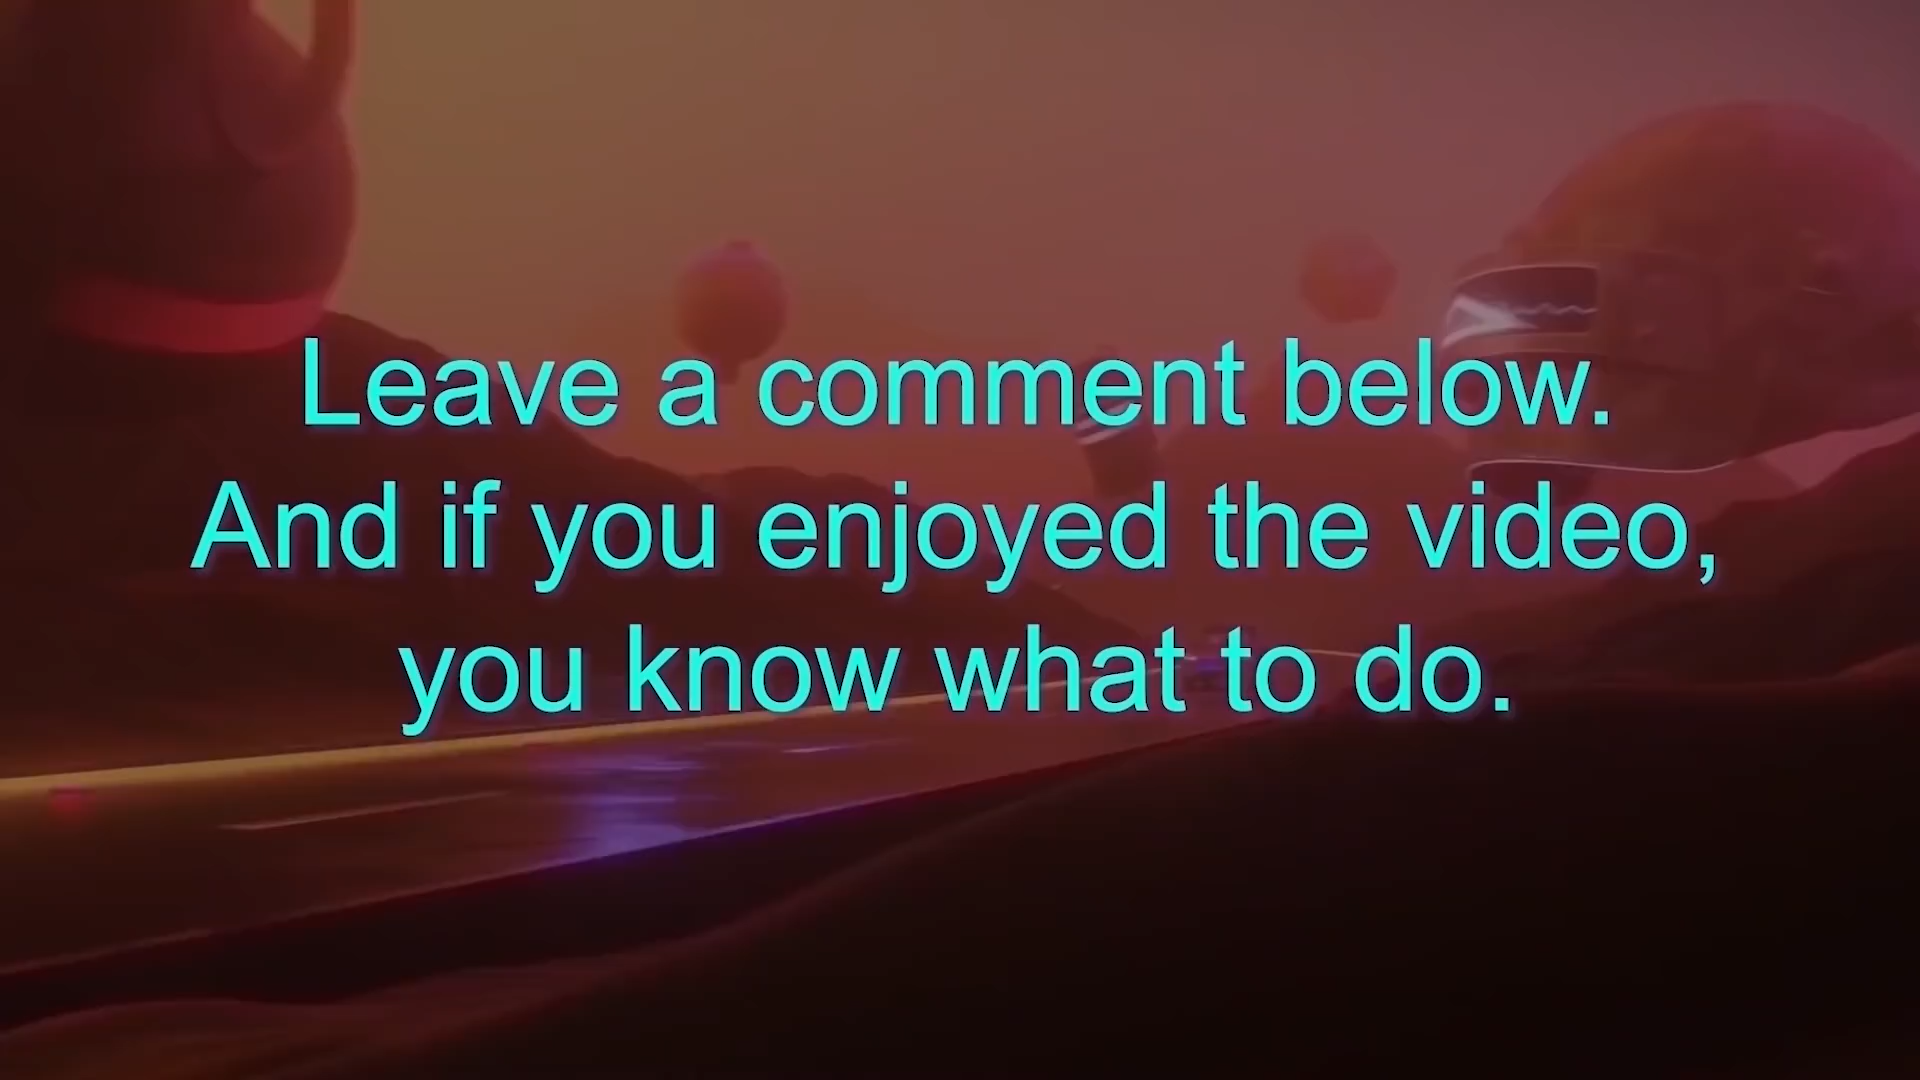 Leave a comment below.
And if you enjoyed the video,
you know what to do.